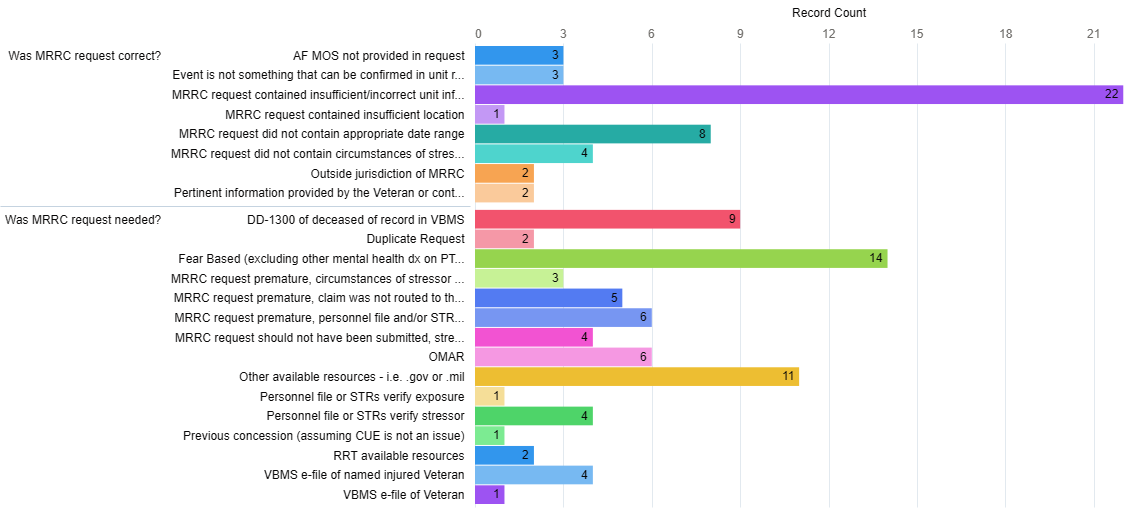 Record Count
0 3 6 9 12 15 18 21
Was MRRC request correct? AF MOS not provided in request 3
Event is not something that can be confirmed in unit r... 3
MRRC request contained insufficient/incorrect unit inf... 22
MRRC request contained insufficient location 1
MRRC request did not contain appropriate date range 8
MRRC request did not contain circumstances of stres... 4
Outside jurisdiction of MRRC 2
Pertinent information provided by the Veteran or cont... 2
Was MRRC request needed? DD-1300 of deceased of record in VBMS 9
Duplicate Request 2
Fear Based (excluding other mental health dx on PT... 14
MRRC request premature, circumstances of stressor ... 3
MRRC request premature, claim was not routed to th... 5
MRRC request premature, personnel file and/or STR... 6
MRRC request should not have been submitted, stre... 4
OMAR 6
Other available resources - i.e. .gov or .mil 11
Personnel file or STRs verify exposure 1
Personnel file or STRs verify stressor 4
Previous concession (assuming CUE is not an issue) 1
RRT available resources 2
VBMS e-file of named injured Veteran 4
VBMS e-file of Veteran 1